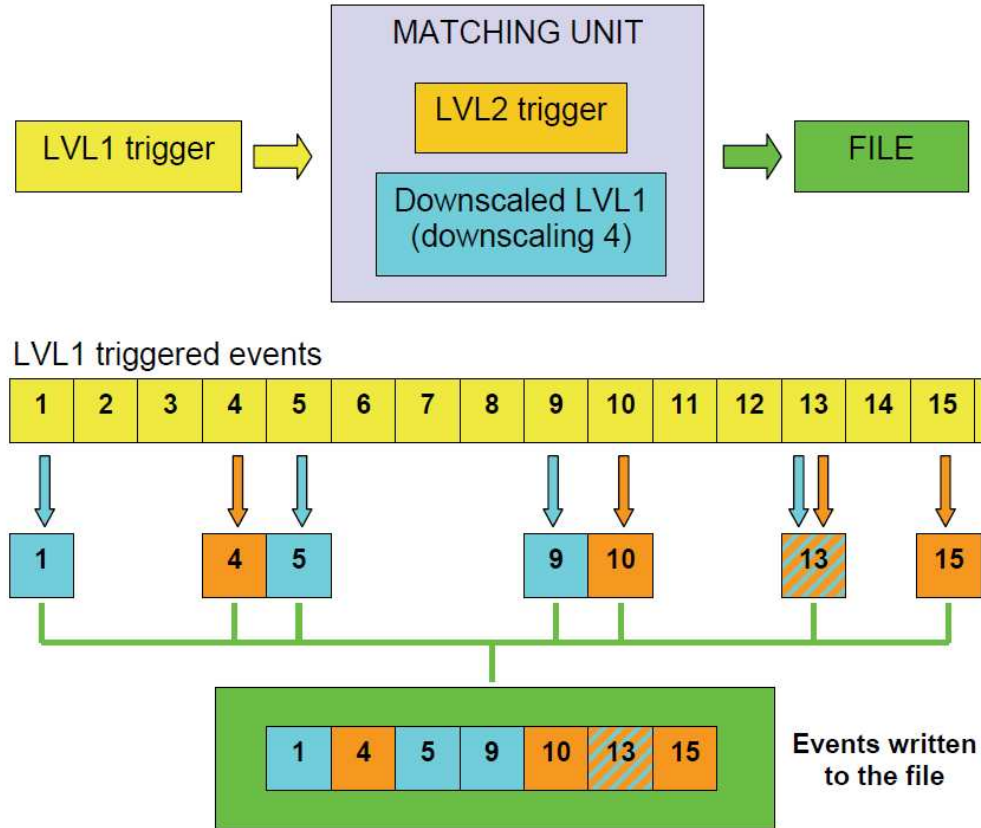 MATCHING UNIT
LVL1 trigger
LVL2 trigger
Downscaled LVL1
(downscaling 4)
FILE
LVL1 triggered events
1 2 3 4 5 6 7 8 9 10 11 12 13 14 15
1 4 5 9 10 13 15
1 4 5 9 10 13 15
Events written
to the file